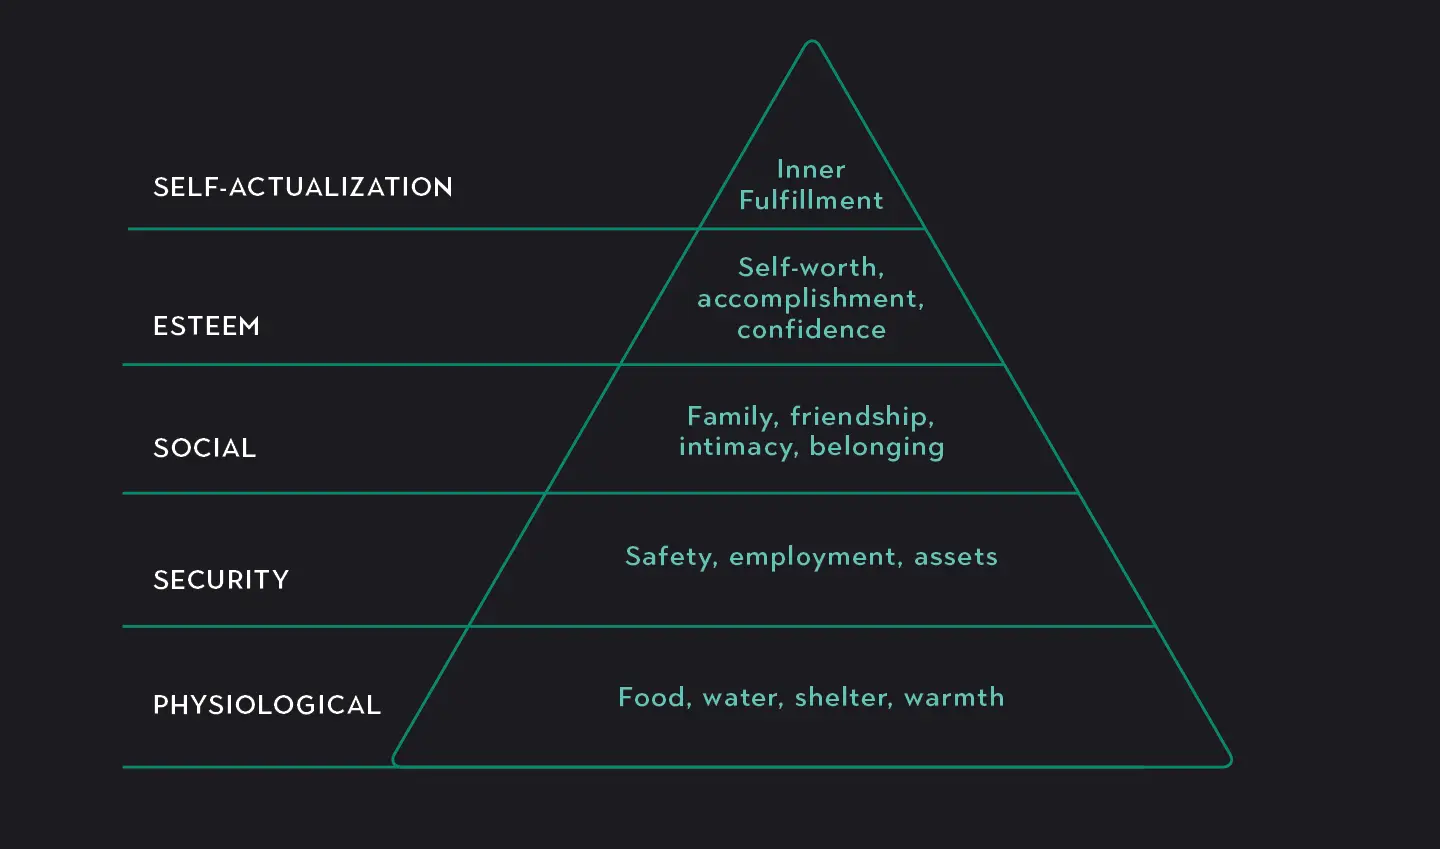 SELF-ACTUALIZATION
Inner
Fulfillment
ESTEEM
Self-worth,
accomplishment,
confidence
SOCIAL
Family, friendship,
intimacy, belonging
SECURITY
Safety, employment, assets
PHYSIOLOGICAL
Food, water, shelter, warmth